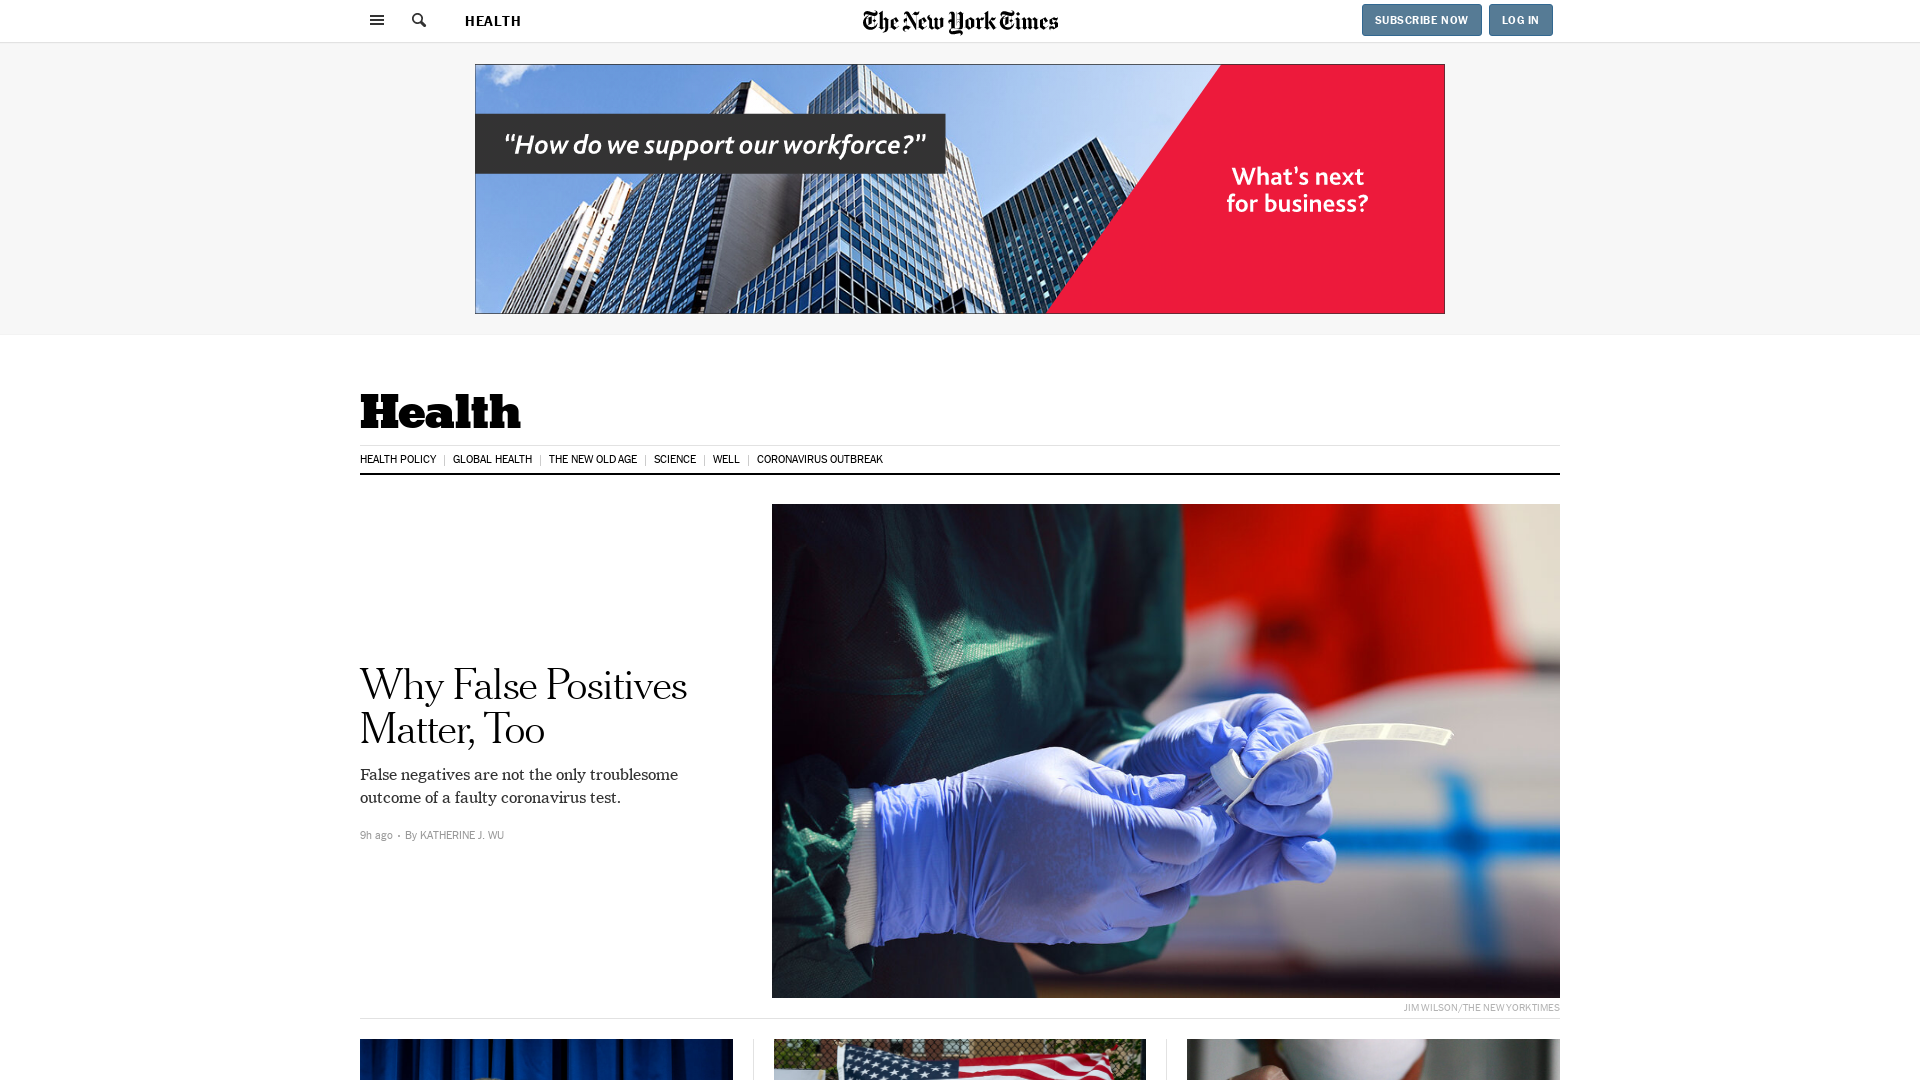 HEALTH
The New York Times
SUBSCRIBE NOW
LOG IN
“How do we support our workforce?”
What’s next
for business?
Health
HEALTH POLICY
GLOBAL HEALTH
THE NEW OLD AGE
SCIENCE
WELL
CORONAVIRUS OUTBREAK
Why False Positives
Matter, Too
False negatives are not the only troublesome
outcome of a faulty coronavirus test.
9h ago • By KATHERINE J. WU
JIM WILSON/THE NEW YORK TIMES